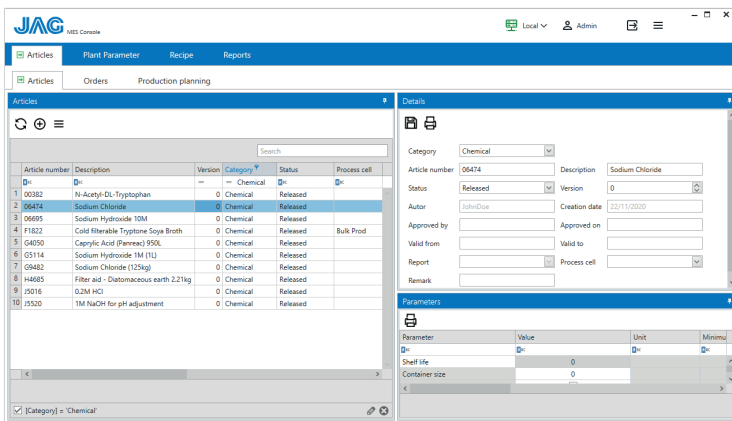 JAG MES Console Local Admin
Articles Plant Parameter Recipe Reports
Articles Orders Production planning
Articles
Search
Article number Description Version Category Status Process cell
Chemical
1 00382 N-Acetyl-DL-Tryptophan 0 Chemical Released
2 06474 Sodium Chloride 0 Chemical Released
3 06695 Sodium Hydroxide 10M 0 Chemical Released
4 F1822 Cold filterable Tryptone Soya Broth 0 Chemical Released Bulk Prod
5 G4050 Caprylic Acid (Panreac) 950L 0 Chemical Released
6 G5114 Sodium Hydroxide 1M (1L) 0 Chemical Released
7 G9482 Sodium Chloride (125kg) 0 Chemical Released
8 H4685 Filter aid - Diatomaceous earth 2.21kg 0 Chemical Released
9 J5016 0.2M HCl 0 Chemical Released
10 J5520 1M NaOH for pH adjustment 0 Chemical Released
[Category] = 'Chemical'
Details
Category Chemical
Article number 06474 Description Sodium Chloride
Status Released Version 0
Autor JohnDoe Creation date 22/11/2020
Approved by Approved on
Valid from Valid to
Report Process cell
Remark
Parameters
Parameter Value Unit Minimu
Shelf life 0
Container size 0